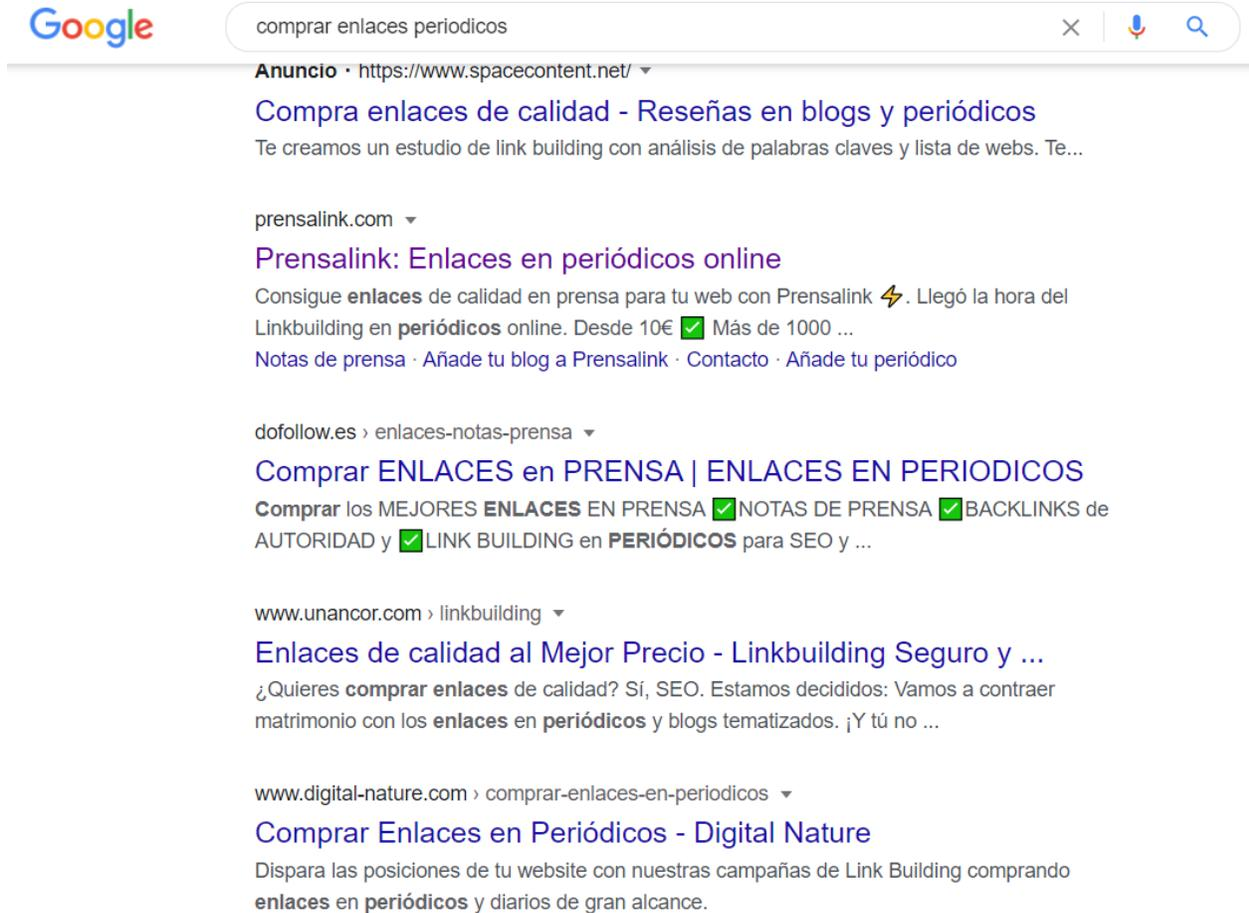 Google
comprar enlaces periodicos
Anuncio · https://www.spacecontent.net/
Compra enlaces de calidad - Reseñas en blogs y periódicos
Te creamos un estudio de link building con análisis de palabras claves y lista de webs. Te...
prensalink.com
Prensalink: Enlaces en periódicos online
Consigue enlaces de calidad en prensa para tu web con Prensalink ⚡. Llegó la hora del
Linkbuilding en periódicos online. Desde 10€ ✅ Más de 1000 ...
Notas de prensa · Añade tu blog a Prensalink · Contacto · Añade tu periódico
dofollow.es › enlaces-notas-prensa
Comprar ENLACES en PRENSA | ENLACES EN PERIODICOS
Comprar los MEJORES ENLACES EN PRENSA ✅NOTAS DE PRENSA ✅BACKLINKS de
AUTORIDAD y ✅LINK BUILDING en PERIÓDICOS para SEO y ...
www.unancor.com › linkbuilding
Enlaces de calidad al Mejor Precio - Linkbuilding Seguro y ...
¿Quieres comprar enlaces de calidad? Sí, SEO. Estamos decididos: Vamos a contraer
matrimonio con los enlaces en periódicos y blogs tematizados. ¡Y tú no ...
www.digital-nature.com › comprar-enlaces-en-periodicos
Comprar Enlaces en Periódicos - Digital Nature
Dispara las posiciones de tu website con nuestras campañas de Link Building comprando
enlaces en periódicos y diarios de gran alcance.